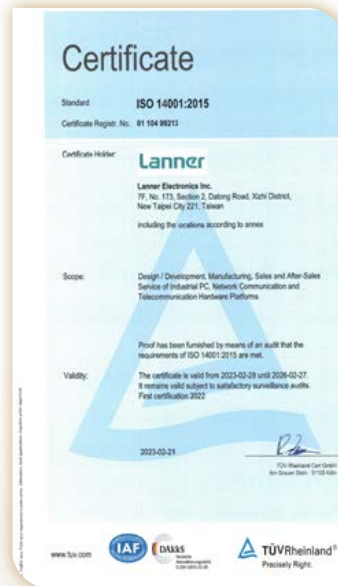 Certificate
Standard ISO 14001:2015
Certificate Registr. No. 01 104 99213
Certificate Holder: Lanner
Lanner Electronics Inc.
7F, No. 173, Section 2, Datong Road, Xizhi District,
New Taipei City 221, Taiwan
including the locations according to annex
Scope: Design / Development, Manufacturing, Sales and After-Sales
Service of Industrial PC, Network Communication and
Telecommunication Hardware Platforms
Proof has been furnished by means of an audit that the
requirements of ISO 14001:2015 are met.
Validity: The certificate is valid from 2023-02-28 until 2026-02-27.
It remains valid subject to satisfactory surveillance audits.
First certification 2022
2023-02-21
TÜV Rheinland Cert GmbH
Am Grauen Stein · 51105 Köln
www.tuv.com
IAF
DAkkS
Deutsche
Akkreditierungsstelle
TÜVRheinland®
Precisely Right.